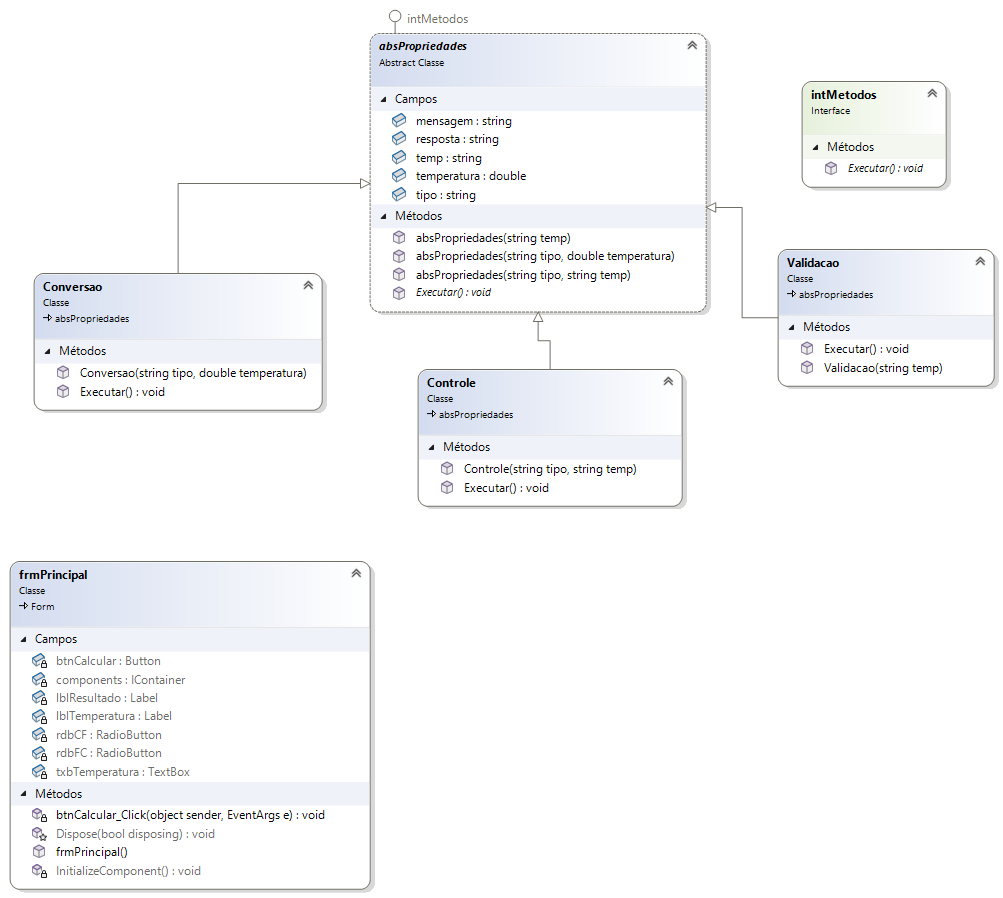 intMetodos
absPropriedades
Abstract Classe
Campos
mensagem : string
resposta : string
temp : string
temperatura : double
tipo : string
Métodos
absPropriedades(string temp)
absPropriedades(string tipo, double temperatura)
absPropriedades(string tipo, string temp)
Executar() : void
intMetodos
Interface
Métodos
Executar() : void
Conversao
Classe
absPropriedades
Métodos
Conversao(string tipo, double temperatura)
Executar() : void
Validacao
Classe
absPropriedades
Métodos
Executar() : void
Validacao(string temp)
Controle
Classe
absPropriedades
Métodos
Controle(string tipo, string temp)
Executar() : void
frmPrincipal
Classe
Form
Campos
btnCalcular : Button
components : IContainer
lblResultado : Label
lblTemperatura : Label
rdbCF : RadioButton
rdbFC : RadioButton
txbTemperatura : TextBox
Métodos
btnCalcular_Click(object sender, EventArgs e) : void
Dispose(bool disposing) : void
frmPrincipal()
InitializeComponent() : void